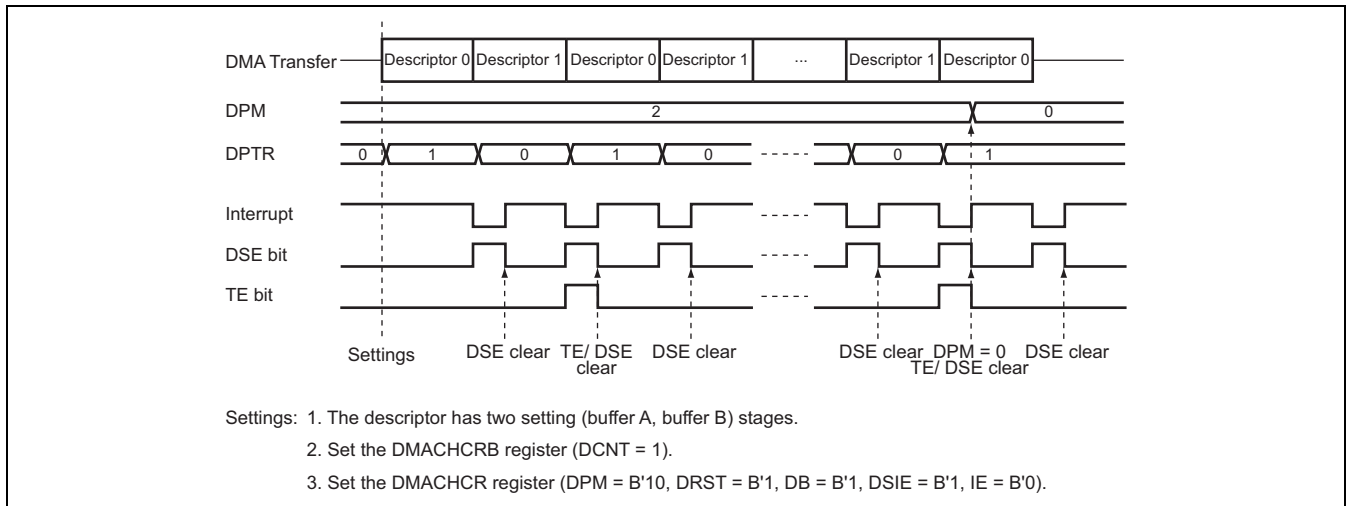 DMA Transfer Descriptor 0 Descriptor 1 Descriptor 0 Descriptor 1 ... Descriptor 1 Descriptor 0
DPM 2 0
DPTR 0 1 0 1 0 0 1
Interrupt
DSE bit
TE bit
Settings DSE clear TE/ DSE DSE clear DSE clear DPM = 0 DSE clear
clear TE/ DSE clear
Settings: 1. The descriptor has two setting (buffer A, buffer B) stages.
2. Set the DMACHCRB register (DCNT = 1).
3. Set the DMACHCR register (DPM = B'10, DRST = B'1, DB = B'1, DSIE = B'1, IE = B'0).